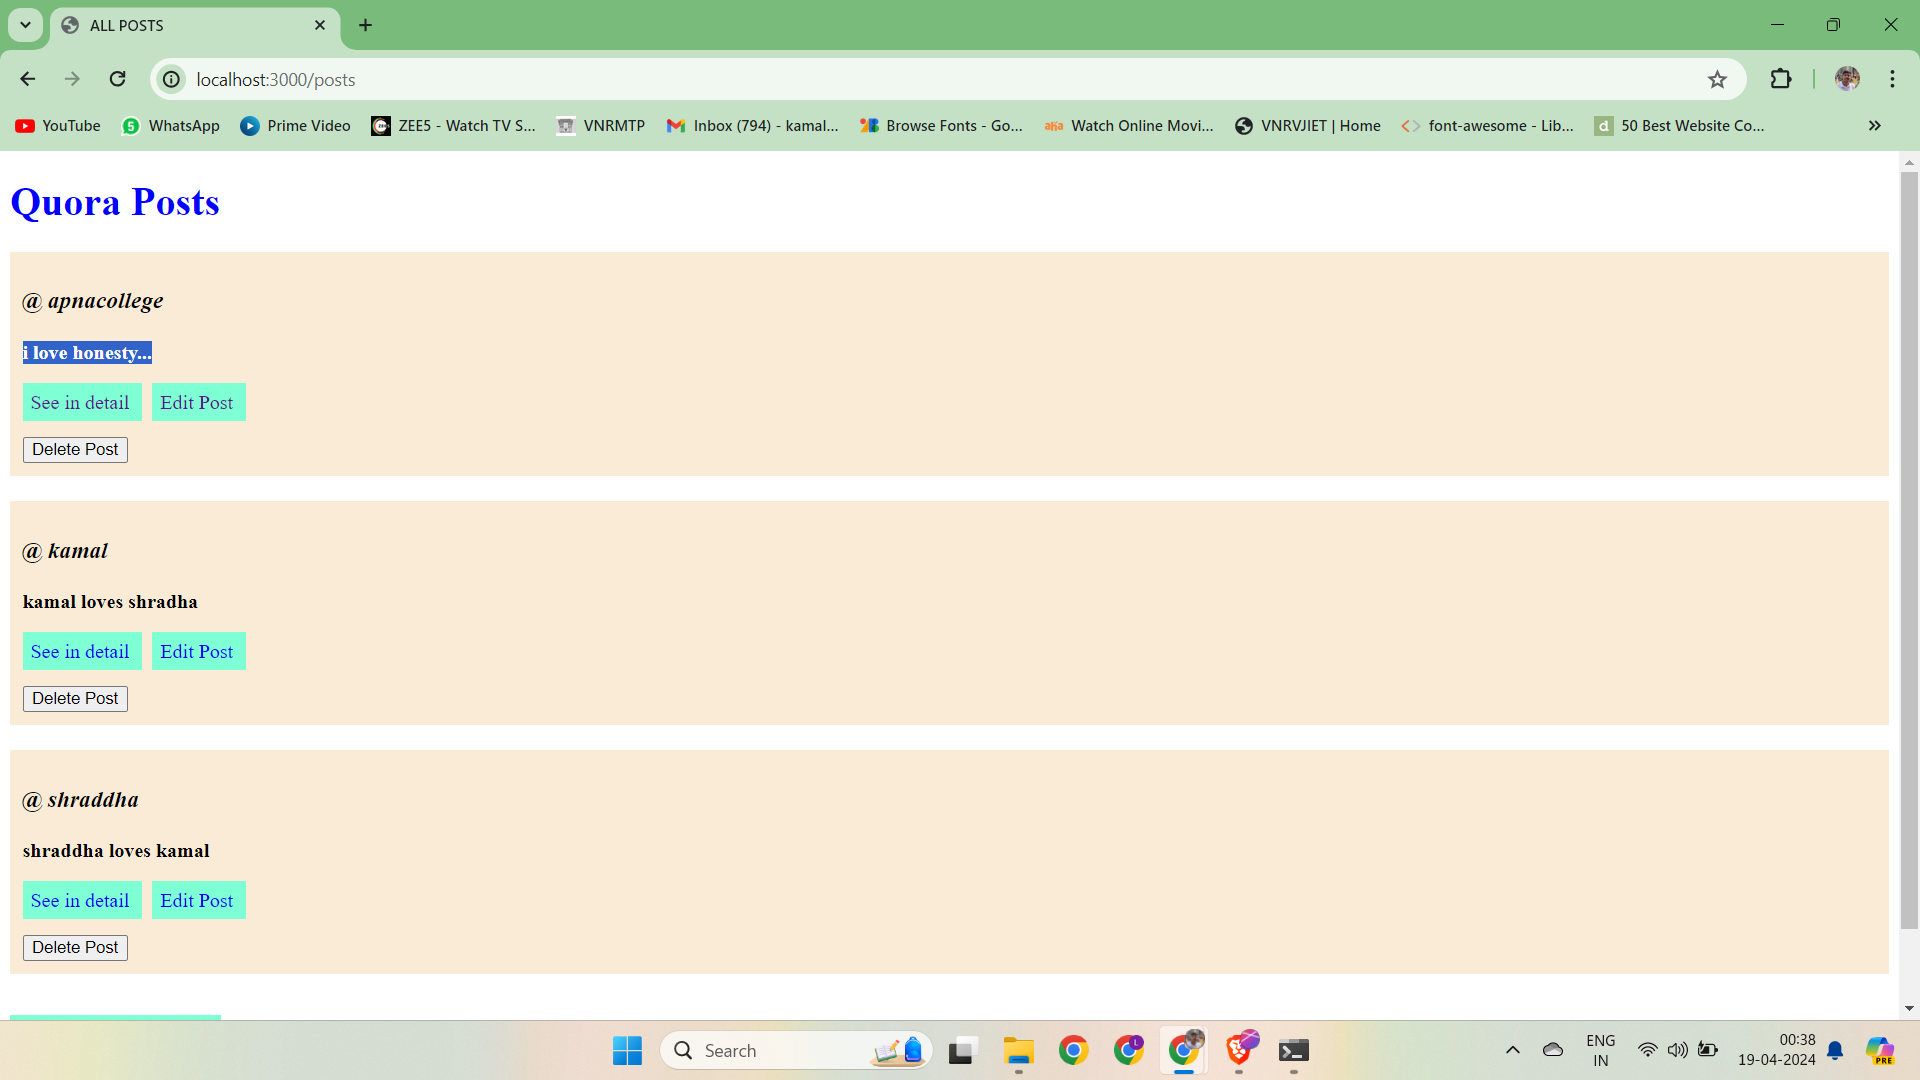 ALL POSTS
localhost:3000/posts
YouTube
5
WhatsApp
Prime Video
ZEE5 - Watch TV S...
VNRMTP
Inbox (794) - kamal...
Browse Fonts - Go...
aha
Watch Online Movi...
VNRVJIET | Home
font-awesome - Lib...
d
50 Best Website Co...
Quora Posts
@ apnacollege
i love honesty...
See in detail
Edit Post
Delete Post
@ kamal
kamal loves shradha
See in detail
Edit Post
Delete Post
@ shraddha
shraddha loves kamal
See in detail
Edit Post
Delete Post
Search
L
ENG
IN
00:38
19-04-2024
PRE